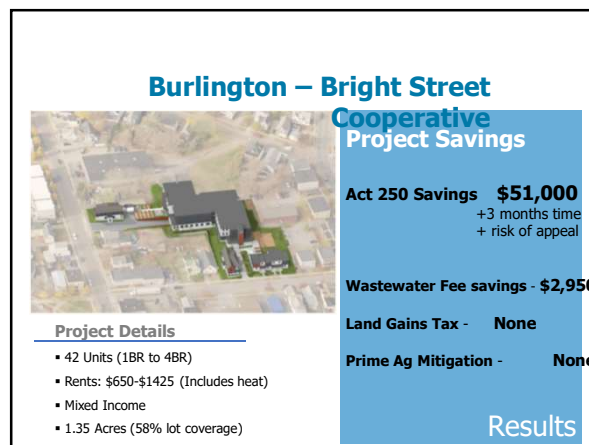 Burlington – Bright Street
Cooperative
Project Savings
Act 250 Savings $51,000
+3 months time
+ risk of appeal
Wastewater Fee savings - $2,950
Land Gains Tax - None
Prime Ag Mitigation - None
Project Details
▪ 42 Units (1BR to 4BR)
▪ Rents: $650-$1425 (Includes heat)
▪ Mixed Income
▪ 1.35 Acres (58% lot coverage)
Results